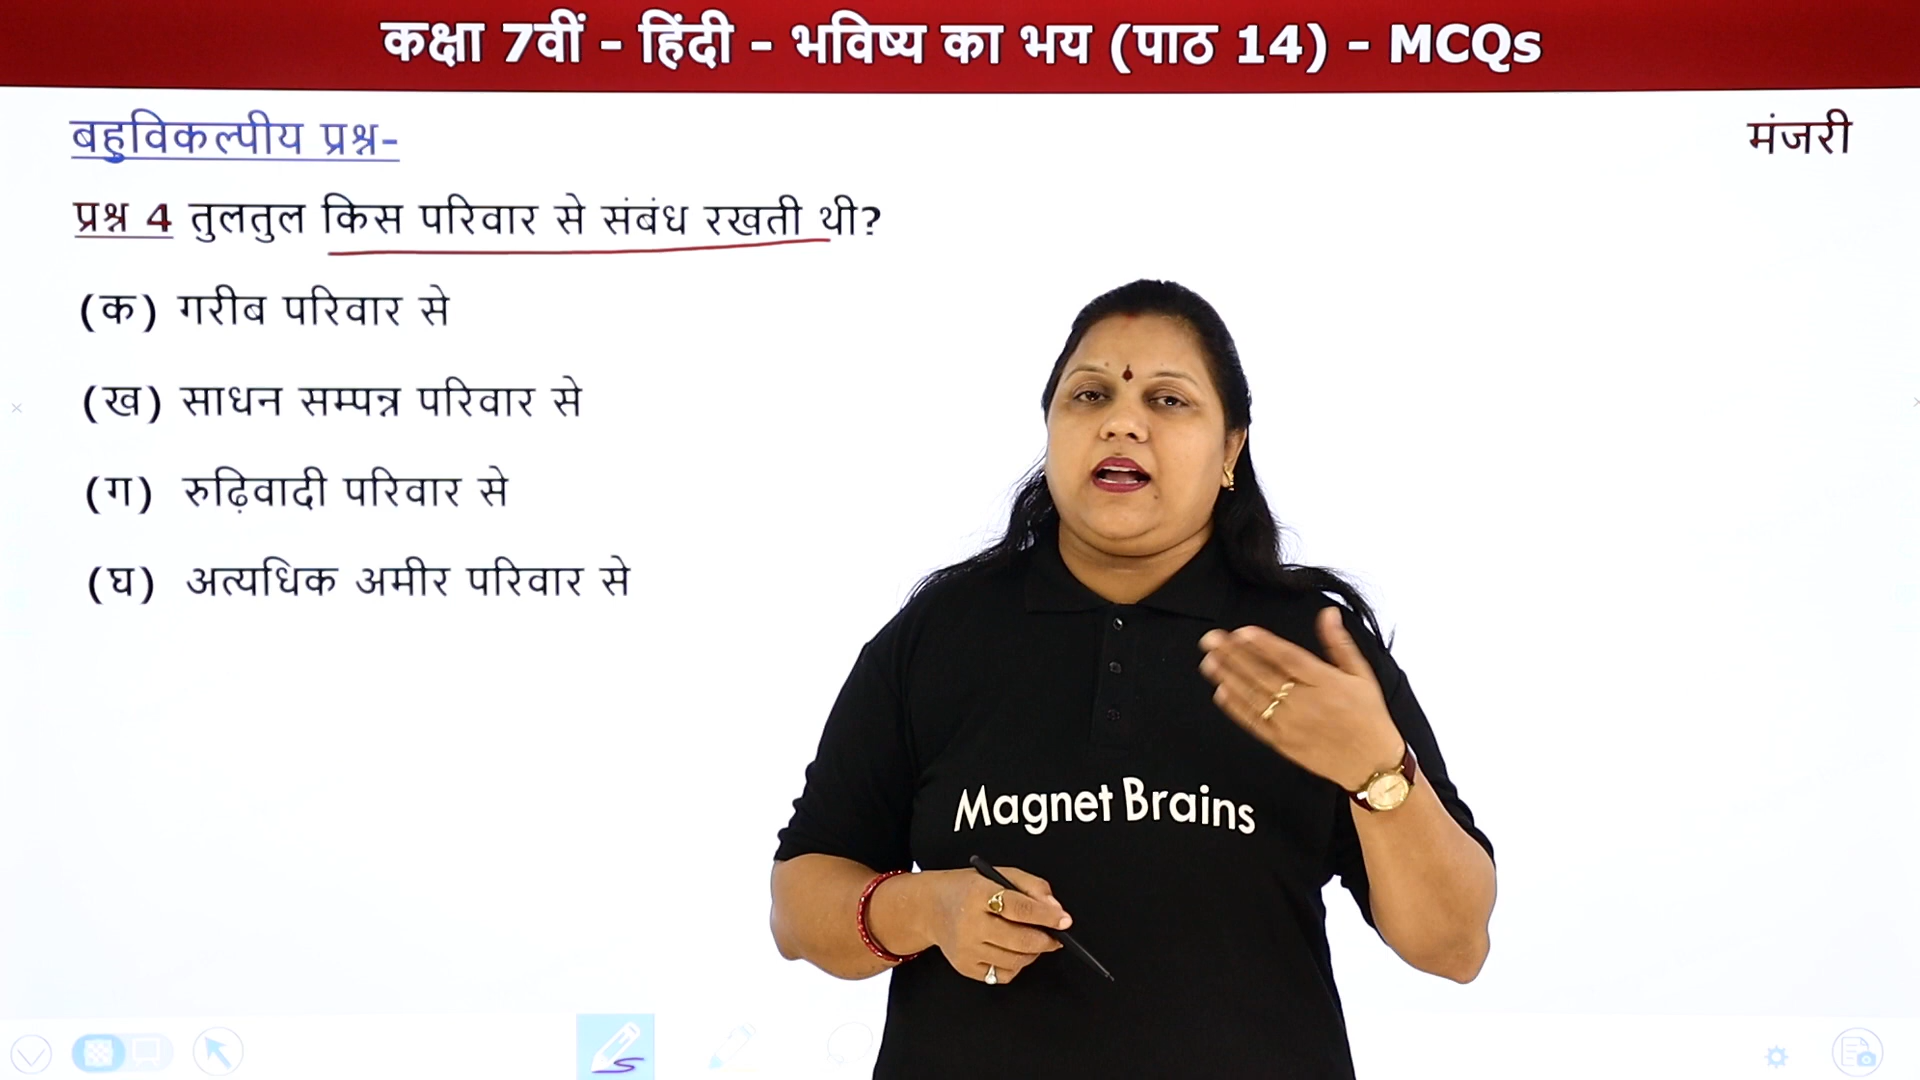 कक्षा 7वीं - हिंदी - भविष्य का भय (पाठ 14) - MCQs
बहुविकल्पीय प्रश्न-
मंजरी
प्रश्न 4 तुलतुल किस परिवार से संबंध रखती थी?
(क) गरीब परिवार से
(ख) साधन सम्पन्न परिवार से
(ग) रुढ़िवादी परिवार से
(घ) अत्यधिक अमीर परिवार से
Magnet Brains